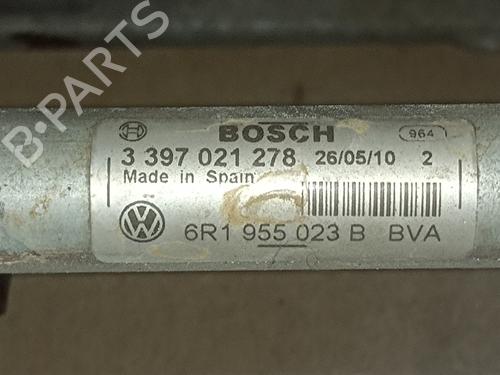 BOSCH 964
3 397 021 278 26/05/10 2
Made in Spain
6R1 955 023 B BVA
B-PARTS